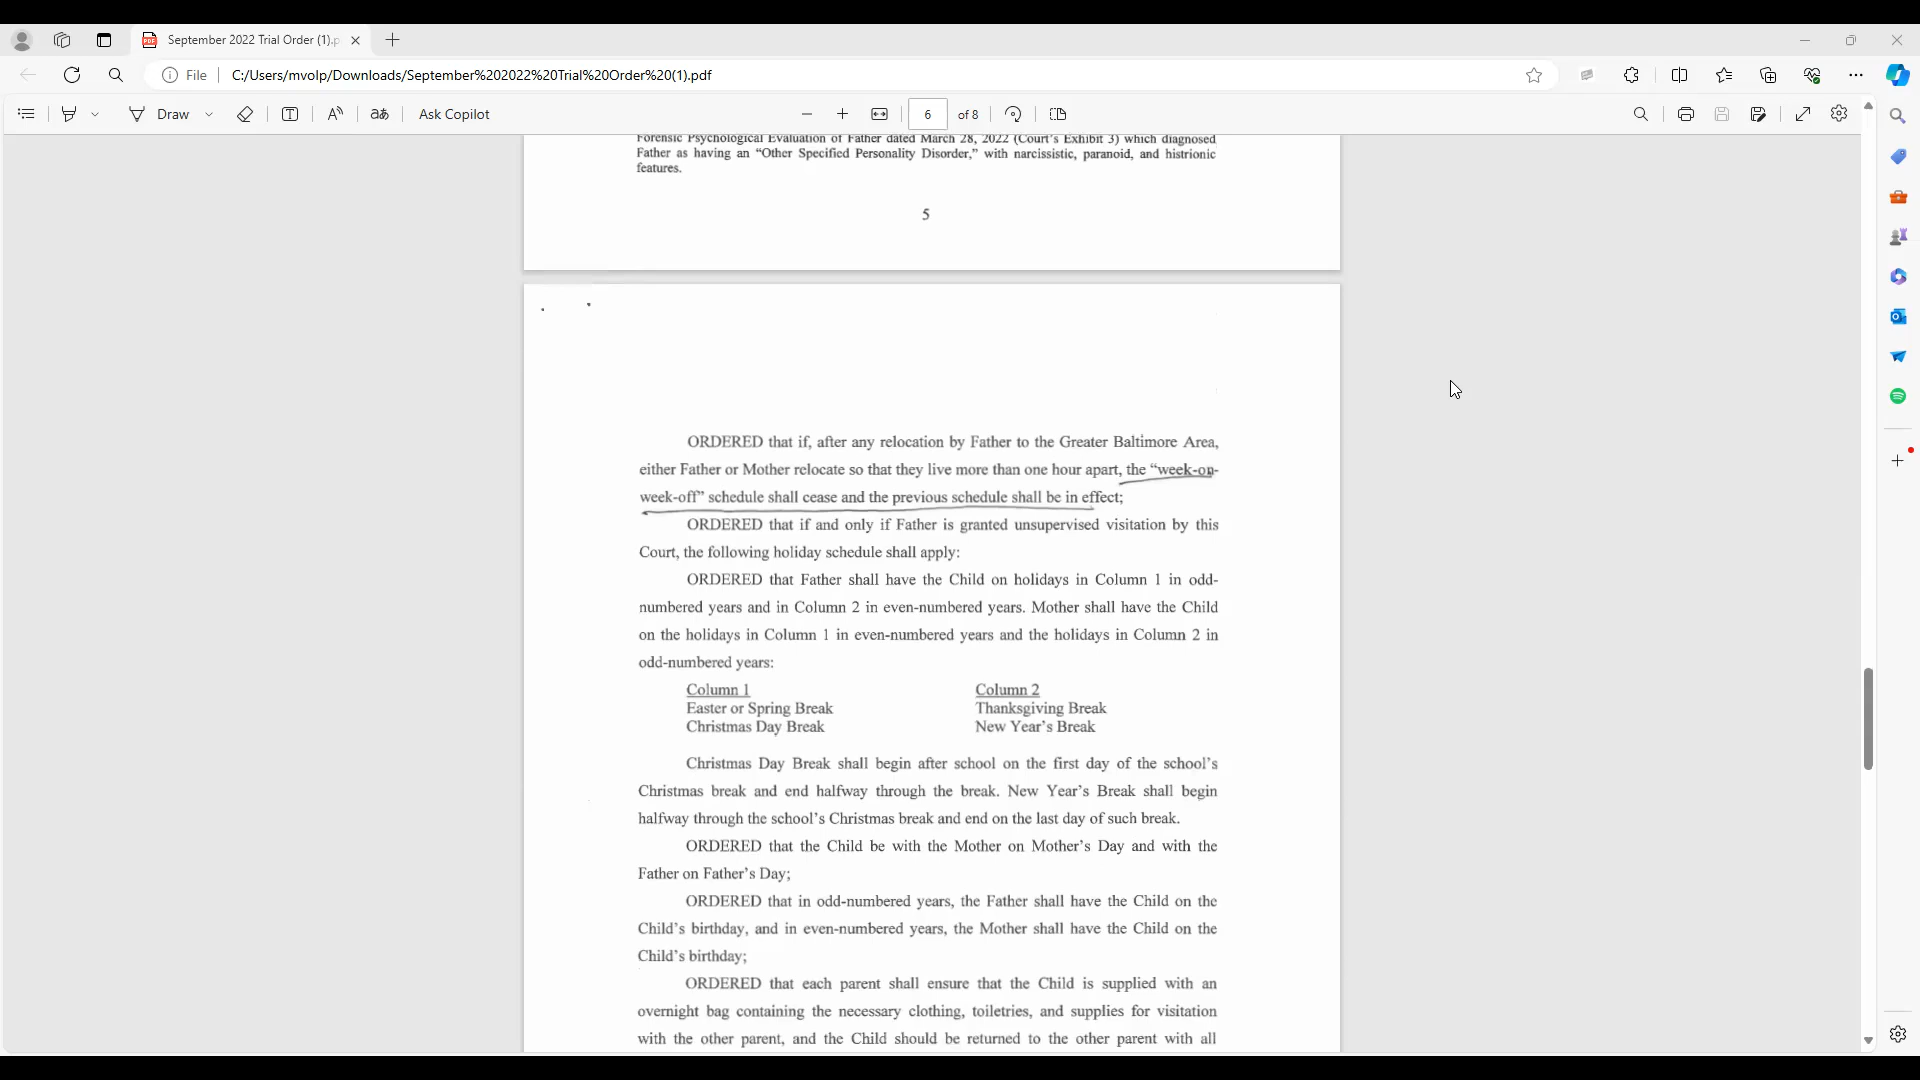 September 2022 Trial Order (1).p
File
C:/Users/mvolp/Downloads/September%202022%20Trial%20Order%20(1).pdf
Draw
aあ
Ask Copilot
6
of 8
Forensic Psychological Evaluation of Father dated March 28, 2022 (Court's Exhibit 3) which diagnosed
Father as having an “Other Specified Personality Disorder,” with narcissistic, paranoid, and histrionic
features.
5
ORDERED that if, after any relocation by Father to the Greater Baltimore Area,
either Father or Mother relocate so that they live more than one hour apart, the “week-on-
week-off” schedule shall cease and the previous schedule shall be in effect;
ORDERED that if and only if Father is granted unsupervised visitation by this
Court, the following holiday schedule shall apply:
ORDERED that Father shall have the Child on holidays in Column 1 in odd-
numbered years and in Column 2 in even-numbered years. Mother shall have the Child
on the holidays in Column 1 in even-numbered years and the holidays in Column 2 in
odd-numbered years:
Column 1
Easter or Spring Break
Christmas Day Break
Column 2
Thanksgiving Break
New Year's Break
Christmas Day Break shall begin after school on the first day of the school's
Christmas break and end halfway through the break. New Year's Break shall begin
halfway through the school's Christmas break and end on the last day of such break.
ORDERED that the Child be with the Mother on Mother's Day and with the
Father on Father's Day;
ORDERED that in odd-numbered years, the Father shall have the Child on the
Child's birthday, and in even-numbered years, the Mother shall have the Child on the
Child's birthday;
ORDERED that each parent shall ensure that the Child is supplied with an
overnight bag containing the necessary clothing, toiletries, and supplies for visitation
with the other parent, and the Child should be returned to the other parent with all